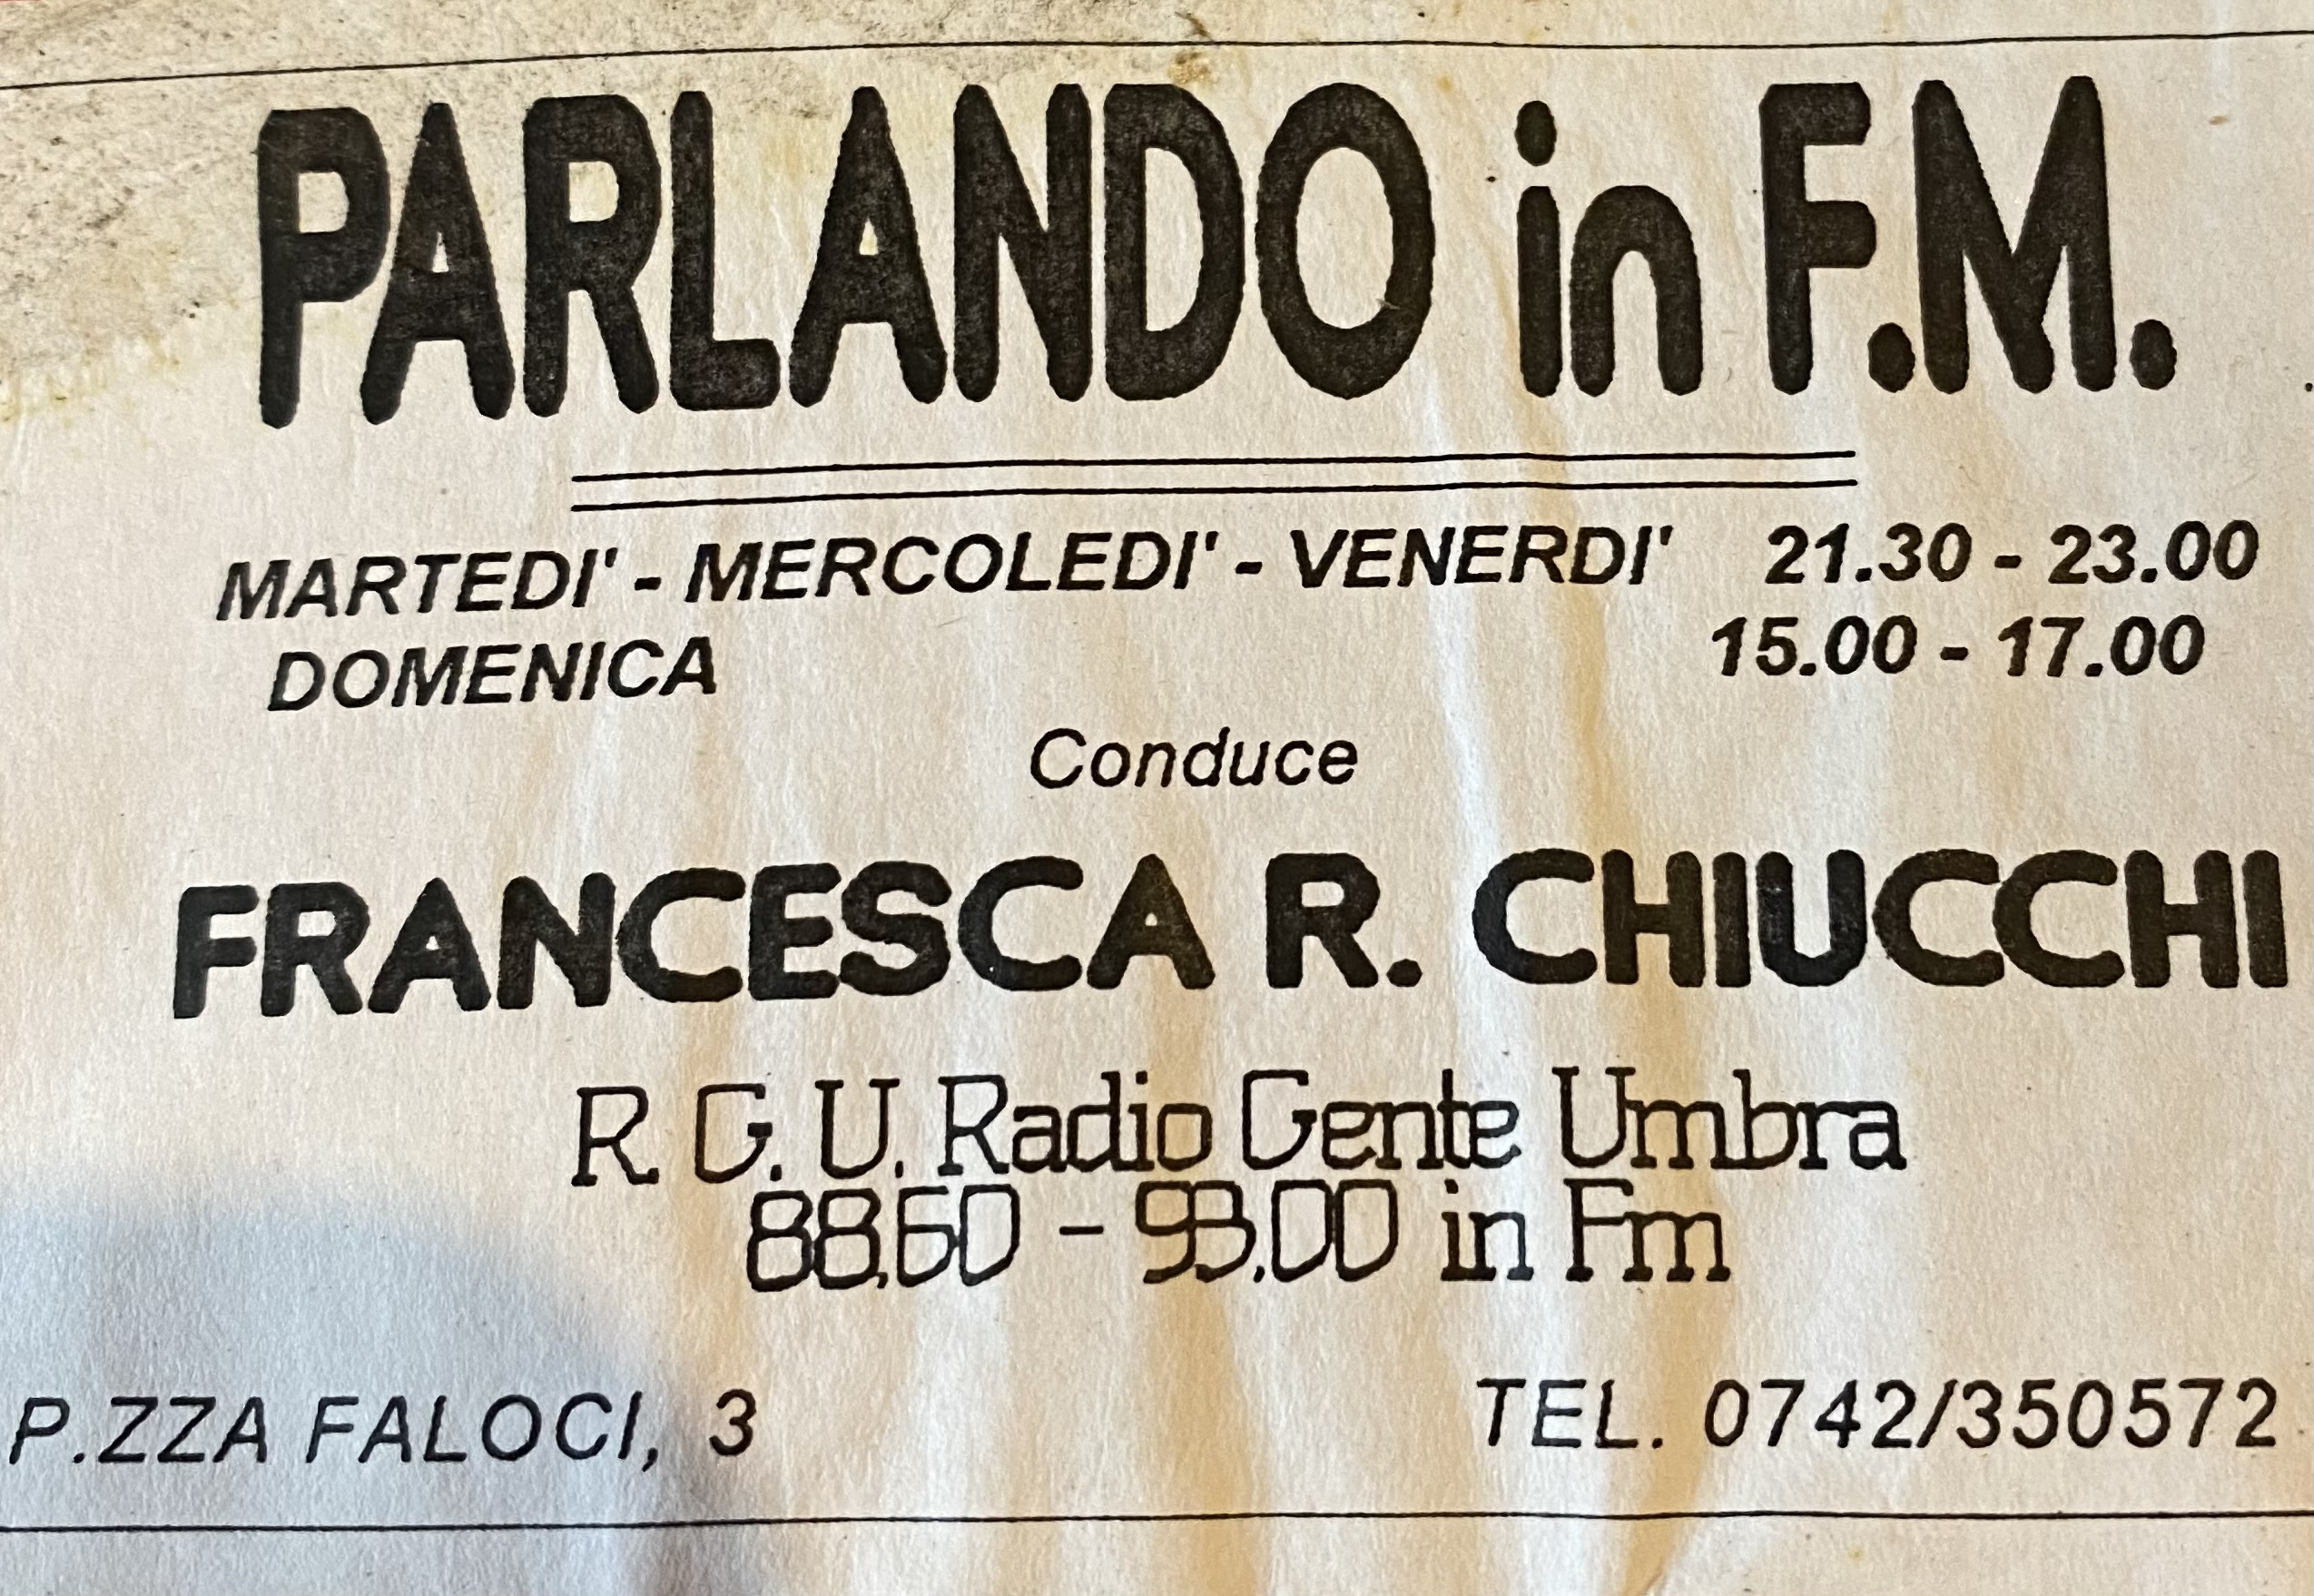 PARLANDO in F.M.
MARTEDI' - MERCOLEDI' - VENERDI' 21.30 - 23.00
DOMENICA 15.00 - 17.00
Conduce
FRANCESCA R. CHIUCCHI
R. G. U. Radio Gente Umbra
88.60 - 93.00 in Fm
P.ZZA FALOCI, 3 TEL. 0742/350572